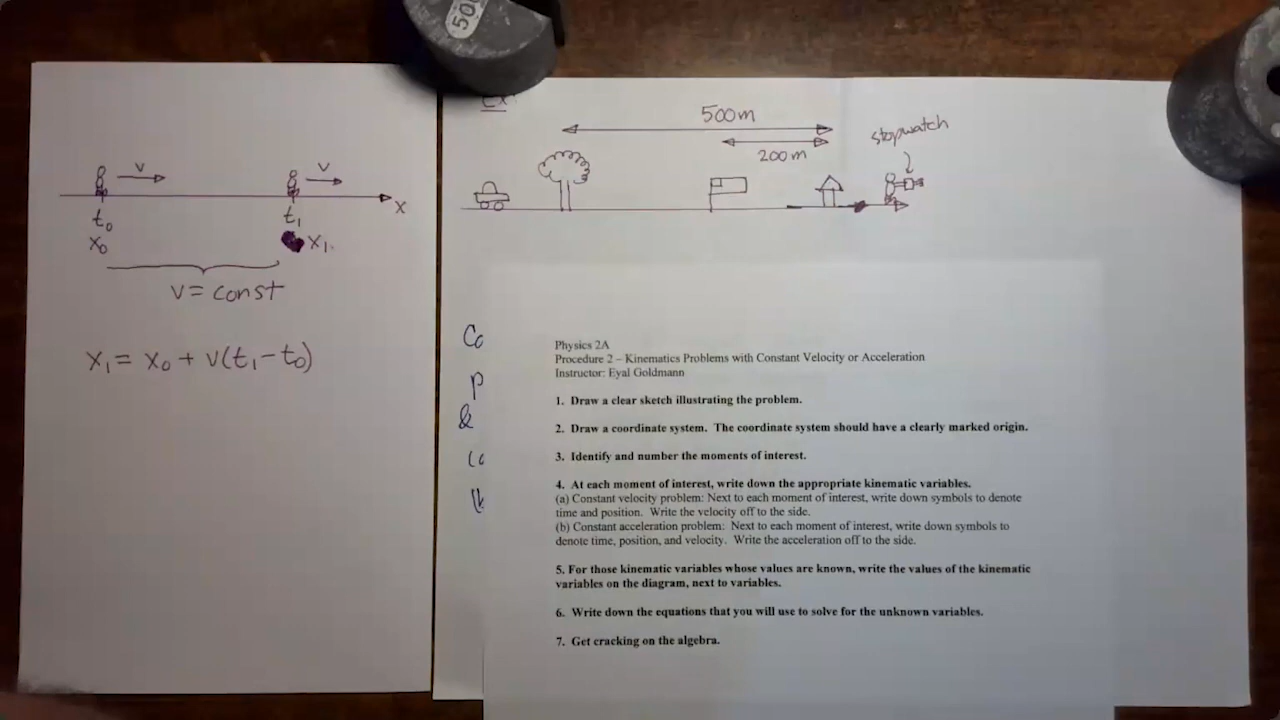 50
Ex:
500m
200m
stopwatch
v
v
x
t₀
t₁
x₀
x₁
v = const
x₁ = x₀ + v(t₁ - t₀)
Co
P
&
Physics 2A
Procedure 2 – Kinematics Problems with Constant Velocity or Acceleration
Instructor: Eyal Goldmann
1. Draw a clear sketch illustrating the problem.
2. Draw a coordinate system. The coordinate system should have a clearly marked origin.
3. Identify and number the moments of interest.
4. At each moment of interest, write down the appropriate kinematic variables.
(a) Constant velocity problem: Next to each moment of interest, write down symbols to denote
time and position. Write the velocity off to the side.
(b) Constant acceleration problem: Next to each moment of interest, write down symbols to
denote time, position, and velocity. Write the acceleration off to the side.
5. For those kinematic variables whose values are known, write the values of the kinematic
variables on the diagram, next to variables.
6. Write down the equations that you will use to solve for the unknown variables.
7. Get cracking on the algebra.